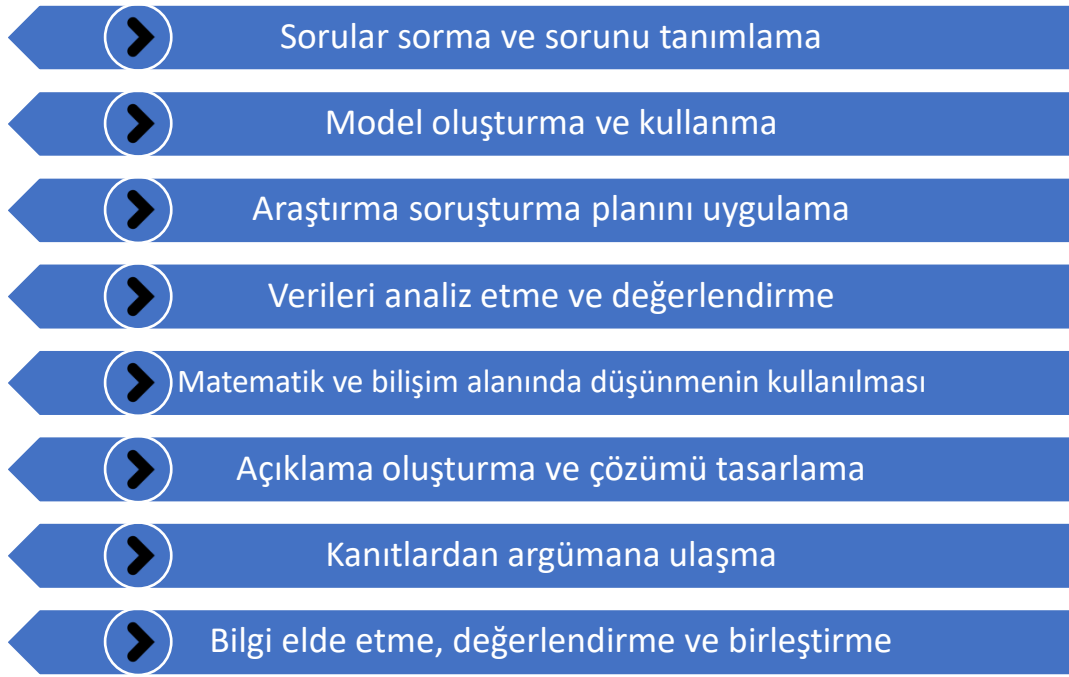 Sorular sorma ve sorunu tanımlama
Model oluşturma ve kullanma
Araştırma soruşturma planını uygulama
Verileri analiz etme ve değerlendirme
Matematik ve bilişim alanında düşünmenin kullanılması
Açıklama oluşturma ve çözümü tasarlama
Kanıtlardan argümana ulaşma
Bilgi elde etme, değerlendirme ve birleştirme